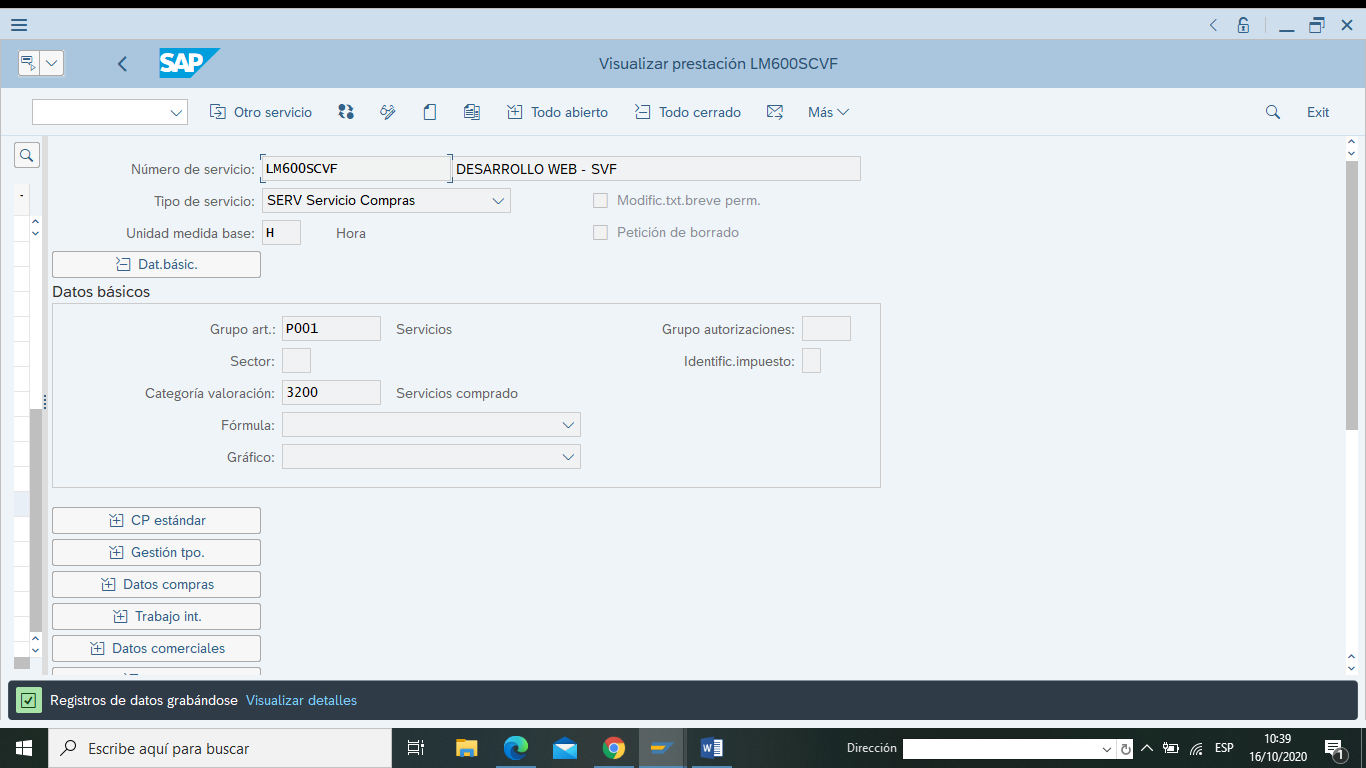 SAP
Visualizar prestación LM600SCVF
Otro servicio
Todo abierto
Todo cerrado
Más
Exit
Número de servicio: LM600SCVF DESARROLLO WEB - SVF
Tipo de servicio: SERV Servicio Compras
Modific.txt.breve perm.
Unidad medida base: H Hora
Petición de borrado
Dat.básic.
Datos básicos
Grupo art.: P001 Servicios
Grupo autorizaciones:
Sector:
Identific.impuesto:
Categoría valoración: 3200 Servicios comprado
Fórmula:
Gráfico:
CP estándar
Gestión tpo.
Datos compras
Trabajo int.
Datos comerciales
Registros de datos grabándose Visualizar detalles
Escribe aquí para buscar
Dirección
ESP
10:39
16/10/2020
1